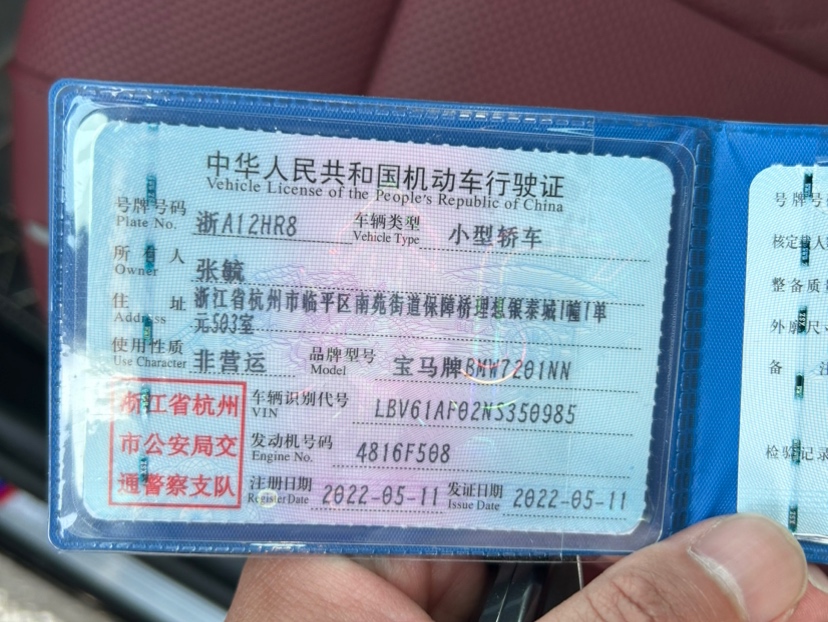 中华人民共和国机动车行驶证
Vehicle License of the People's Republic of China
号牌号码 浙A12HR8 车辆类型 小型轿车
Plate No. Vehicle Type
所有人 张毓
Owner
住址 浙江省杭州市临平区南苑街道保障桥理想银泰城1幢1单
Address 元503室
使用性质 非营运 品牌型号 宝马牌BMW7201NN
Use Character Model
浙江省杭州
市公安局交
通警察支队
车辆识别代号 LBV61AF02NS350985
VIN
发动机号码 4816F508
Engine No.
注册日期 2022-05-11 发证日期 2022-05-11
Register Date Issue Date
号牌号
核定载人
整备质
外廓尺
备 注
检验记录